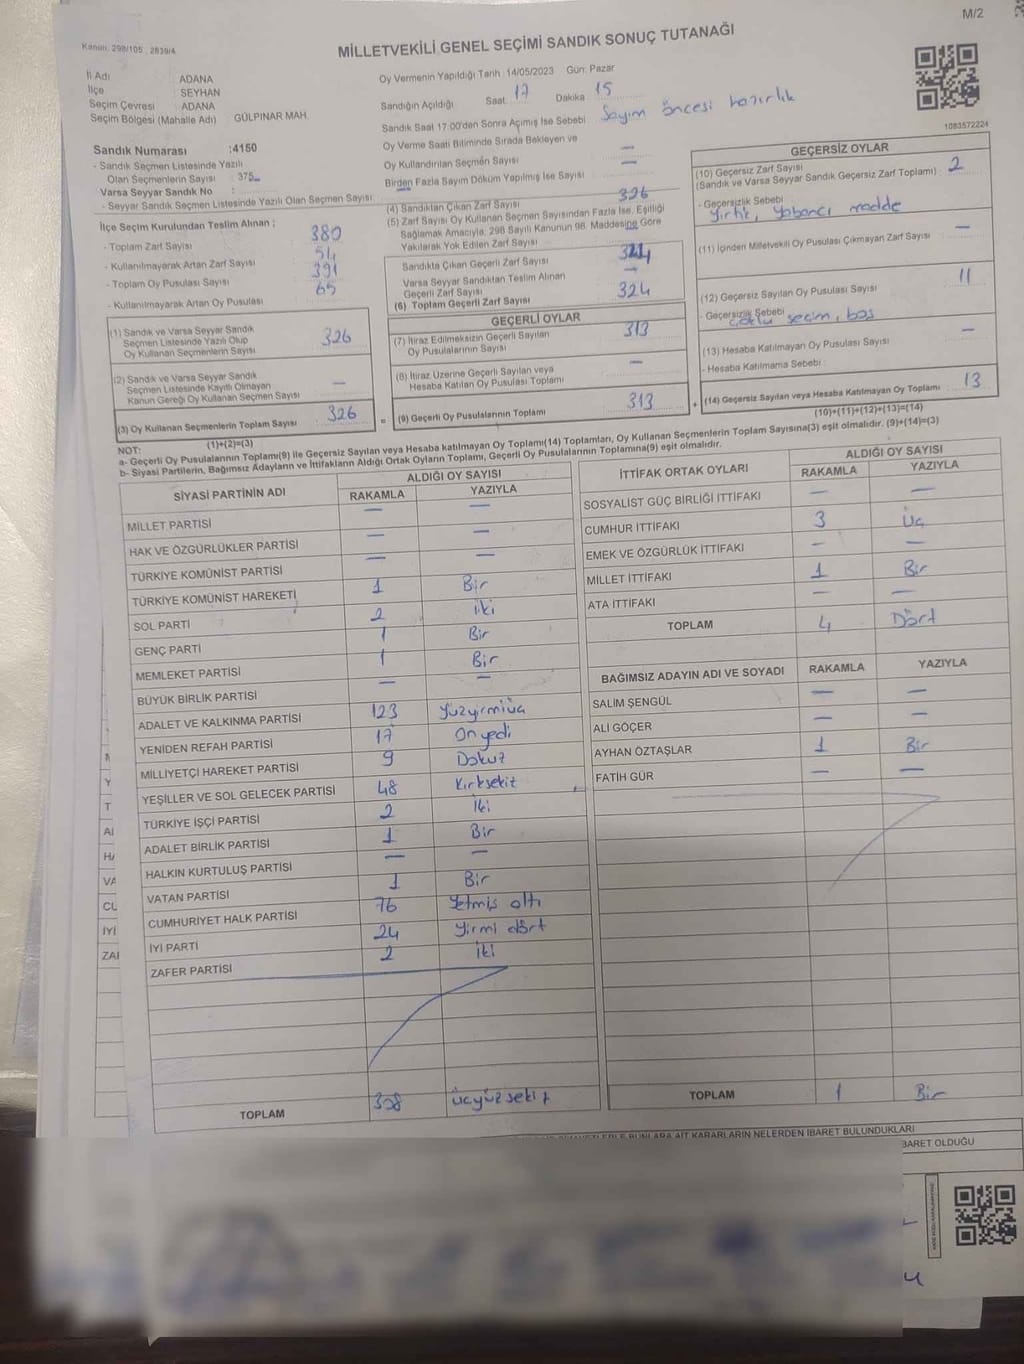 M/2
Kanun: 298/105 , 2839/4
MİLLETVEKİLİ GENEL SEÇİMİ SANDIK SONUÇ TUTANAĞI
İl Adı ADANA
İlçe SEYHAN
Seçim Çevresi : ADANA
Seçim Bölgesi (Mahalle Adı) GÜLPINAR MAH.
Sandık Numarası :4150
- Sandık Seçmen Listesinde Yazılı
Olan Seçmenlerin Sayısı : 375
Varsa Seyyar Sandık No :
- Seyyar Sandık Seçmen Listesinde Yazılı Olan Seçmen Sayısı:
Oy Vermenin Yapıldığı Tarih :14/05/2023 Gün: Pazar
Sandığın Açıldığı Saat 17 Dakika 15
Sandık Saat 17:00'den Sonra Açımış İse Sebebi Sayım öncesi hazırlık
Oy Verme Saati Bitiminde Sırada Bekleyen ve
Oy Kullandırılan Seçmen Sayısı —
Birden Fazla Sayım Döküm Yapılmış İse Sayısı —
1083572224
İlçe Seçim Kurulundan Teslim Alınan ;
- Toplam Zarf Sayısı 380
- Kullanılmayarak Artan Zarf Sayısı 54
- Toplam Oy Pusulası Sayısı 391
- Kullanılmayarak Artan Oy Pusulası 65
(1) Sandık ve Varsa Seyyar Sandık
Seçmen Listesinde Yazılı Olup
Oy Kullanan Seçmenlerin Sayısı 326
(2) Sandık ve Varsa Seyyar Sandık
Seçmen Listesinde Kayıtlı Olmayan
Kanun Gereği Oy Kullanan Seçmen Sayısı —
(3) Oy Kullanan Seçmenlerin Toplam Sayısı 326
(1)+(2)=(3)
(4) Sandıktan Çıkan Zarf Sayısı 326
(5) Zarf Sayısı Oy Kullanan Seçmen Sayısından Fazla İse, Eşitliği
Sağlamak Amacıyla, 298 Sayılı Kanunun 98. Maddesine Göre
Yakılarak Yok Edilen Zarf Sayısı —
Sandıkta Çıkan Geçerli Zarf Sayısı 324
Varsa Seyyar Sandıktan Teslim Alınan
Geçerli Zarf Sayısı —
(6) Toplam Geçerli Zarf Sayısı 324
GEÇERLİ OYLAR
(7) İtiraz Edilmeksizin Geçerli Sayılan
Oy Pusulalarının Sayısı 313
(8) İtiraz Üzerine Geçerli Sayılan veya
Hesaba Katılan Oy Pusulası Toplamı —
= (9) Geçerli Oy Pusulalarının Toplamı 313
GEÇERSİZ OYLAR
(10) Geçersiz Zarf Sayısı
(Sandık ve Varsa Seyyar Sandık Geçersiz Zarf Toplamı) : 2
- Geçersizlik Sebebi
Yırtık, Yabancı madde
(11) İçinden Milletvekili Oy Pusulası Çıkmayan Zarf Sayısı —
(12) Geçersiz Sayılan Oy Pusulası Sayısı 11
- Geçersizlik Sebebi
çoklu seçim, boş
(13) Hesaba Katılmayan Oy Pusulası Sayısı —
- Hesaba Katılmama Sebebi :
+ (14) Geçersiz Sayılan veya Hesaba Katılmayan Oy Toplamı 13
(10)+(11)+(12)+(13)=(14)
NOT:
a- Geçerli Oy Pusulasının Toplamı(9) ile Geçersiz Sayılan veya Hesaba katılmayan Oy Toplamı(14) Toplamları, Oy Kullanan Seçmenlerin Toplam Sayısına(3) eşit olmalıdır. (9)+(14)=(3)
b- Siyasi Partilerin, Bağımsız Adayların ve İttifakların Aldığı Ortak Oyların Toplamı, Geçerli Oy Pusulalarının Toplamına(9) eşit olmalıdır.
SİYASİ PARTİNİN ADI ALDIĞI OY SAYISI
RAKAMLA YAZIYLA
MİLLET PARTİSİ — —
HAK VE ÖZGÜRLÜKLER PARTİSİ — —
TÜRKİYE KOMÜNİST PARTİSİ — —
TÜRKİYE KOMÜNİST HAREKETİ 1 Bir
SOL PARTİ 2 iki
GENÇ PARTİ 1 Bir
MEMLEKET PARTİSİ 1 Bir
BÜYÜK BİRLİK PARTİSİ — —
ADALET VE KALKINMA PARTİSİ 123 Yüzyirmiüç
YENİDEN REFAH PARTİSİ 17 On yedi
MİLLİYETÇİ HAREKET PARTİSİ 9 Dokuz
YEŞİLLER VE SOL GELECEK PARTİSİ 48 Kırksekiz
TÜRKİYE İŞÇİ PARTİSİ 2 İki
ADALET BİRLİK PARTİSİ 1 Bir
HALKIN KURTULUŞ PARTİSİ — —
VATAN PARTİSİ 1 Bir
CUMHURİYET HALK PARTİSİ 76 Yetmiş altı
İYİ PARTİ 24 Yirmi dört
ZAFER PARTİSİ 2 İki
TOPLAM 308 üçyüzsekiz
İTTİFAK ORTAK OYLARI ALDIĞI OY SAYISI
RAKAMLA YAZIYLA
SOSYALİST GÜÇ BİRLİĞİ İTTİFAKI — —
CUMHUR İTTİFAKI 3 Üç
EMEK VE ÖZGÜRLÜK İTTİFAKI — —
MİLLET İTTİFAKI 1 Bir
ATA İTTİFAKI — —
TOPLAM 4 Dört
BAĞIMSIZ ADAYIN ADI VE SOYADI RAKAMLA YAZIYLA
SALİM ŞENGÜL — —
ALİ GÖÇER — —
AYHAN ÖZTAŞLAR 1 Bir
FATİH GÜR — —
TOPLAM 1 Bir
KARARLARIN NELERDEN İBARET BULUNDUKLARI
BARET OLDUĞU